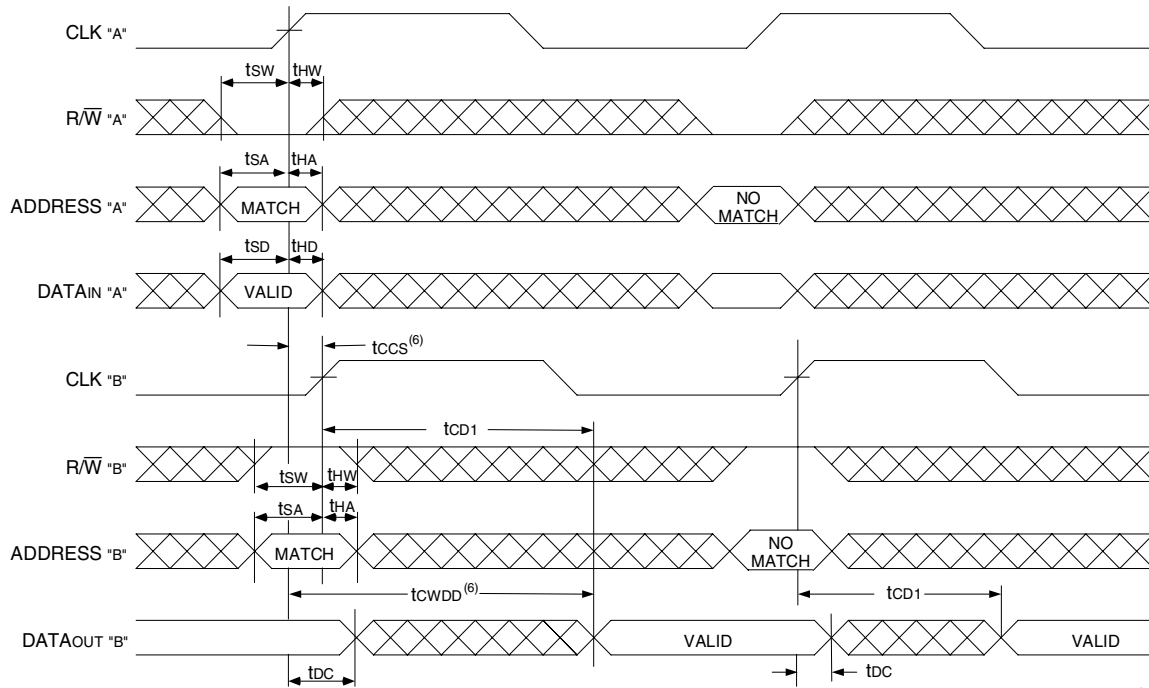 CLK "A"
tSW tHW
R/W̅ "A"
tSA tHA
ADDRESS "A" MATCH NO MATCH
tSD tHD
DATAIN "A" VALID
tCCS(6)
CLK "B"
tCD1
R/W̅ "B"
tSW tHW
tSA tHA
ADDRESS "B" MATCH NO MATCH
tCWDD(6) tCD1
DATAOUT "B" VALID VALID
tDC tDC